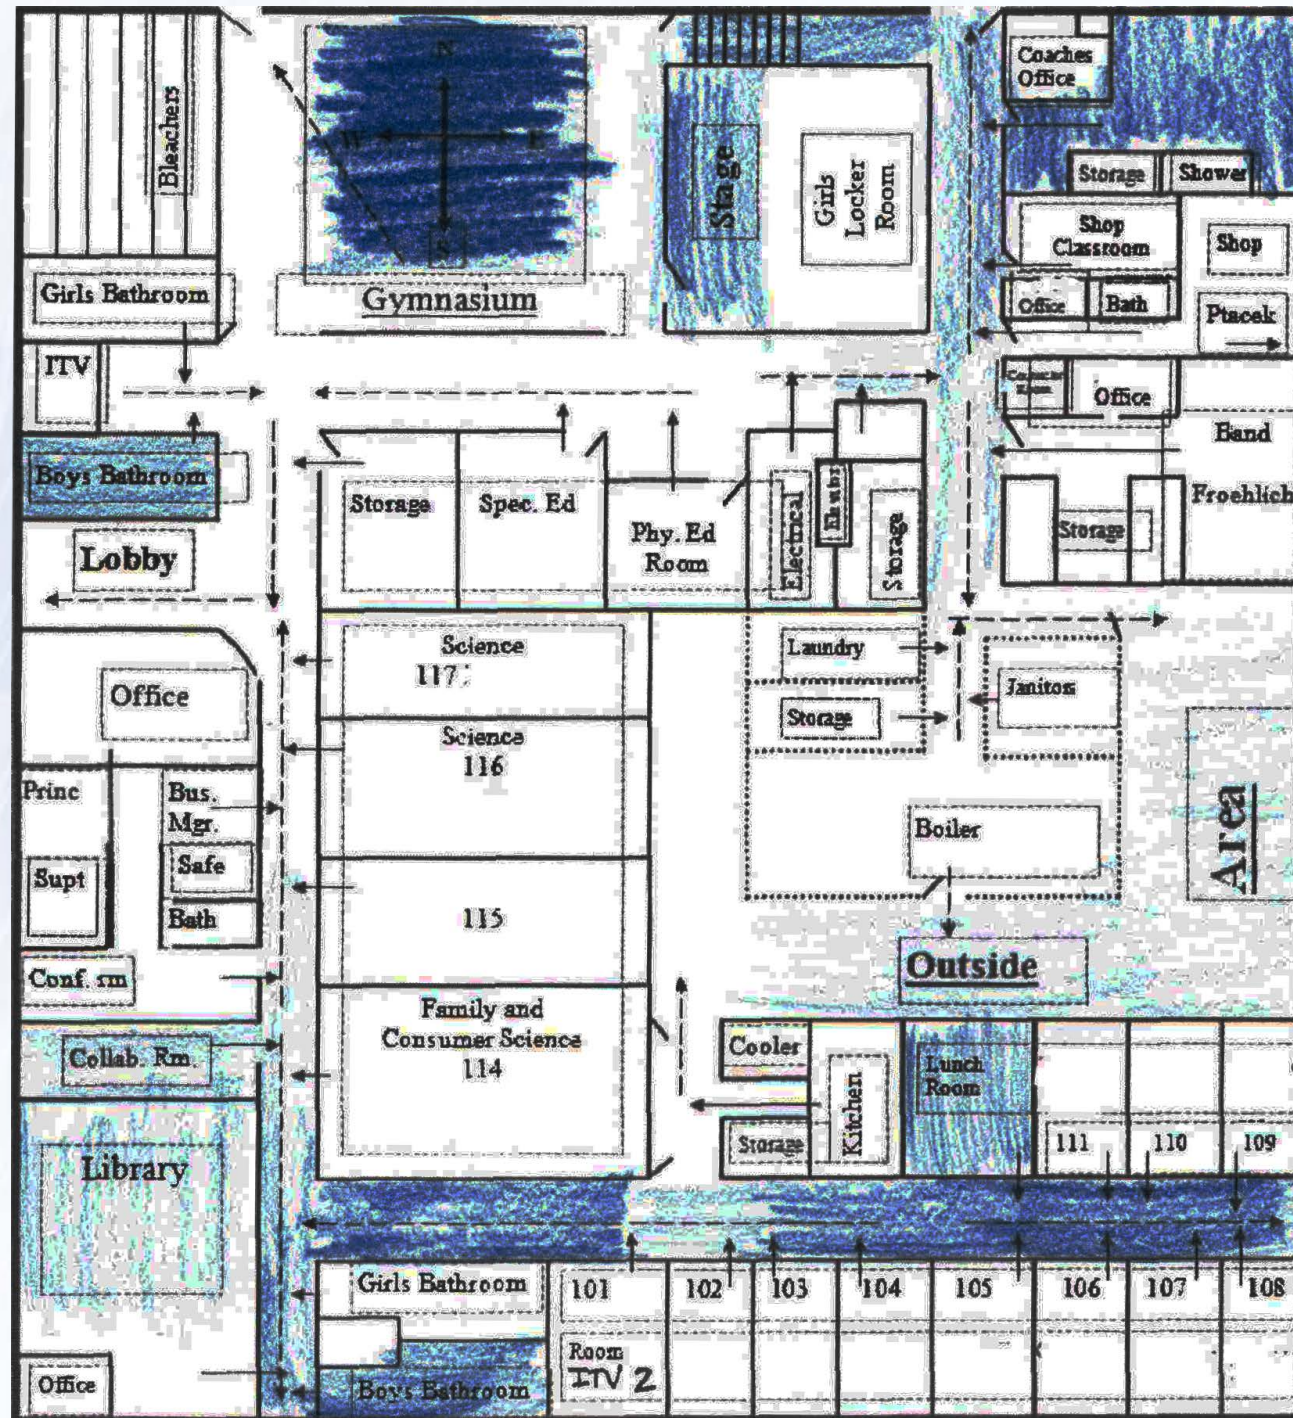 Coaches
Office
N
W
E
S
Bleachers
Stage
Girls
Locker
Room
Storage
Shower
Shop
Classroom
Shop
Girls Bathroom
Gymnasium
Office
Bath
Ptacek
ITV
Office
Band
Boys Bathroom
Storage
Spec. Ed
Phy. Ed
Room
Electrical
Storage
Storage
Froehlich
Lobby
Science
117
Laundry
Janitors
Office
Storage
Science
116
Princ
Bus.
Mgr.
Safe
Supt
Bath
Boiler
Area
115
Outside
Conf. rm
Family and
Consumer Science
114
Collab. Rm.
Cooler
Lunch
Room
Kitchen
Storage
111
110
109
Library
Girls Bathroom
101
102
103
104
105
106
107
108
Room
ITV 2
Office
Boys Bathroom